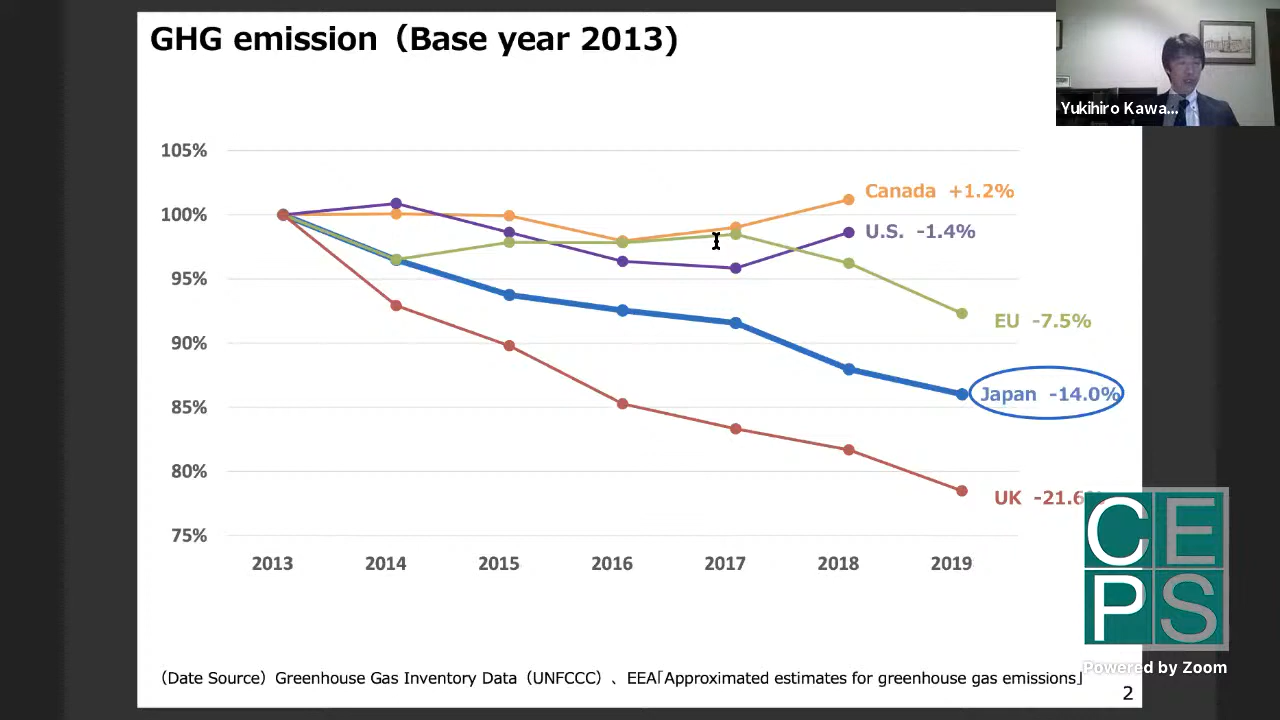 GHG emission（Base year 2013）
Yukihiro Kawa...
105%
100%
95%
90%
85%
80%
75%
Canada +1.2%
U.S. -1.4%
EU -7.5%
Japan -14.0%
UK -21.6
2013 2014 2015 2016 2017 2018 2019
CE
PS
Powered by Zoom
（Date Source）Greenhouse Gas Inventory Data（UNFCCC）、EEA「Approximated estimates for greenhouse gas emissions」
2